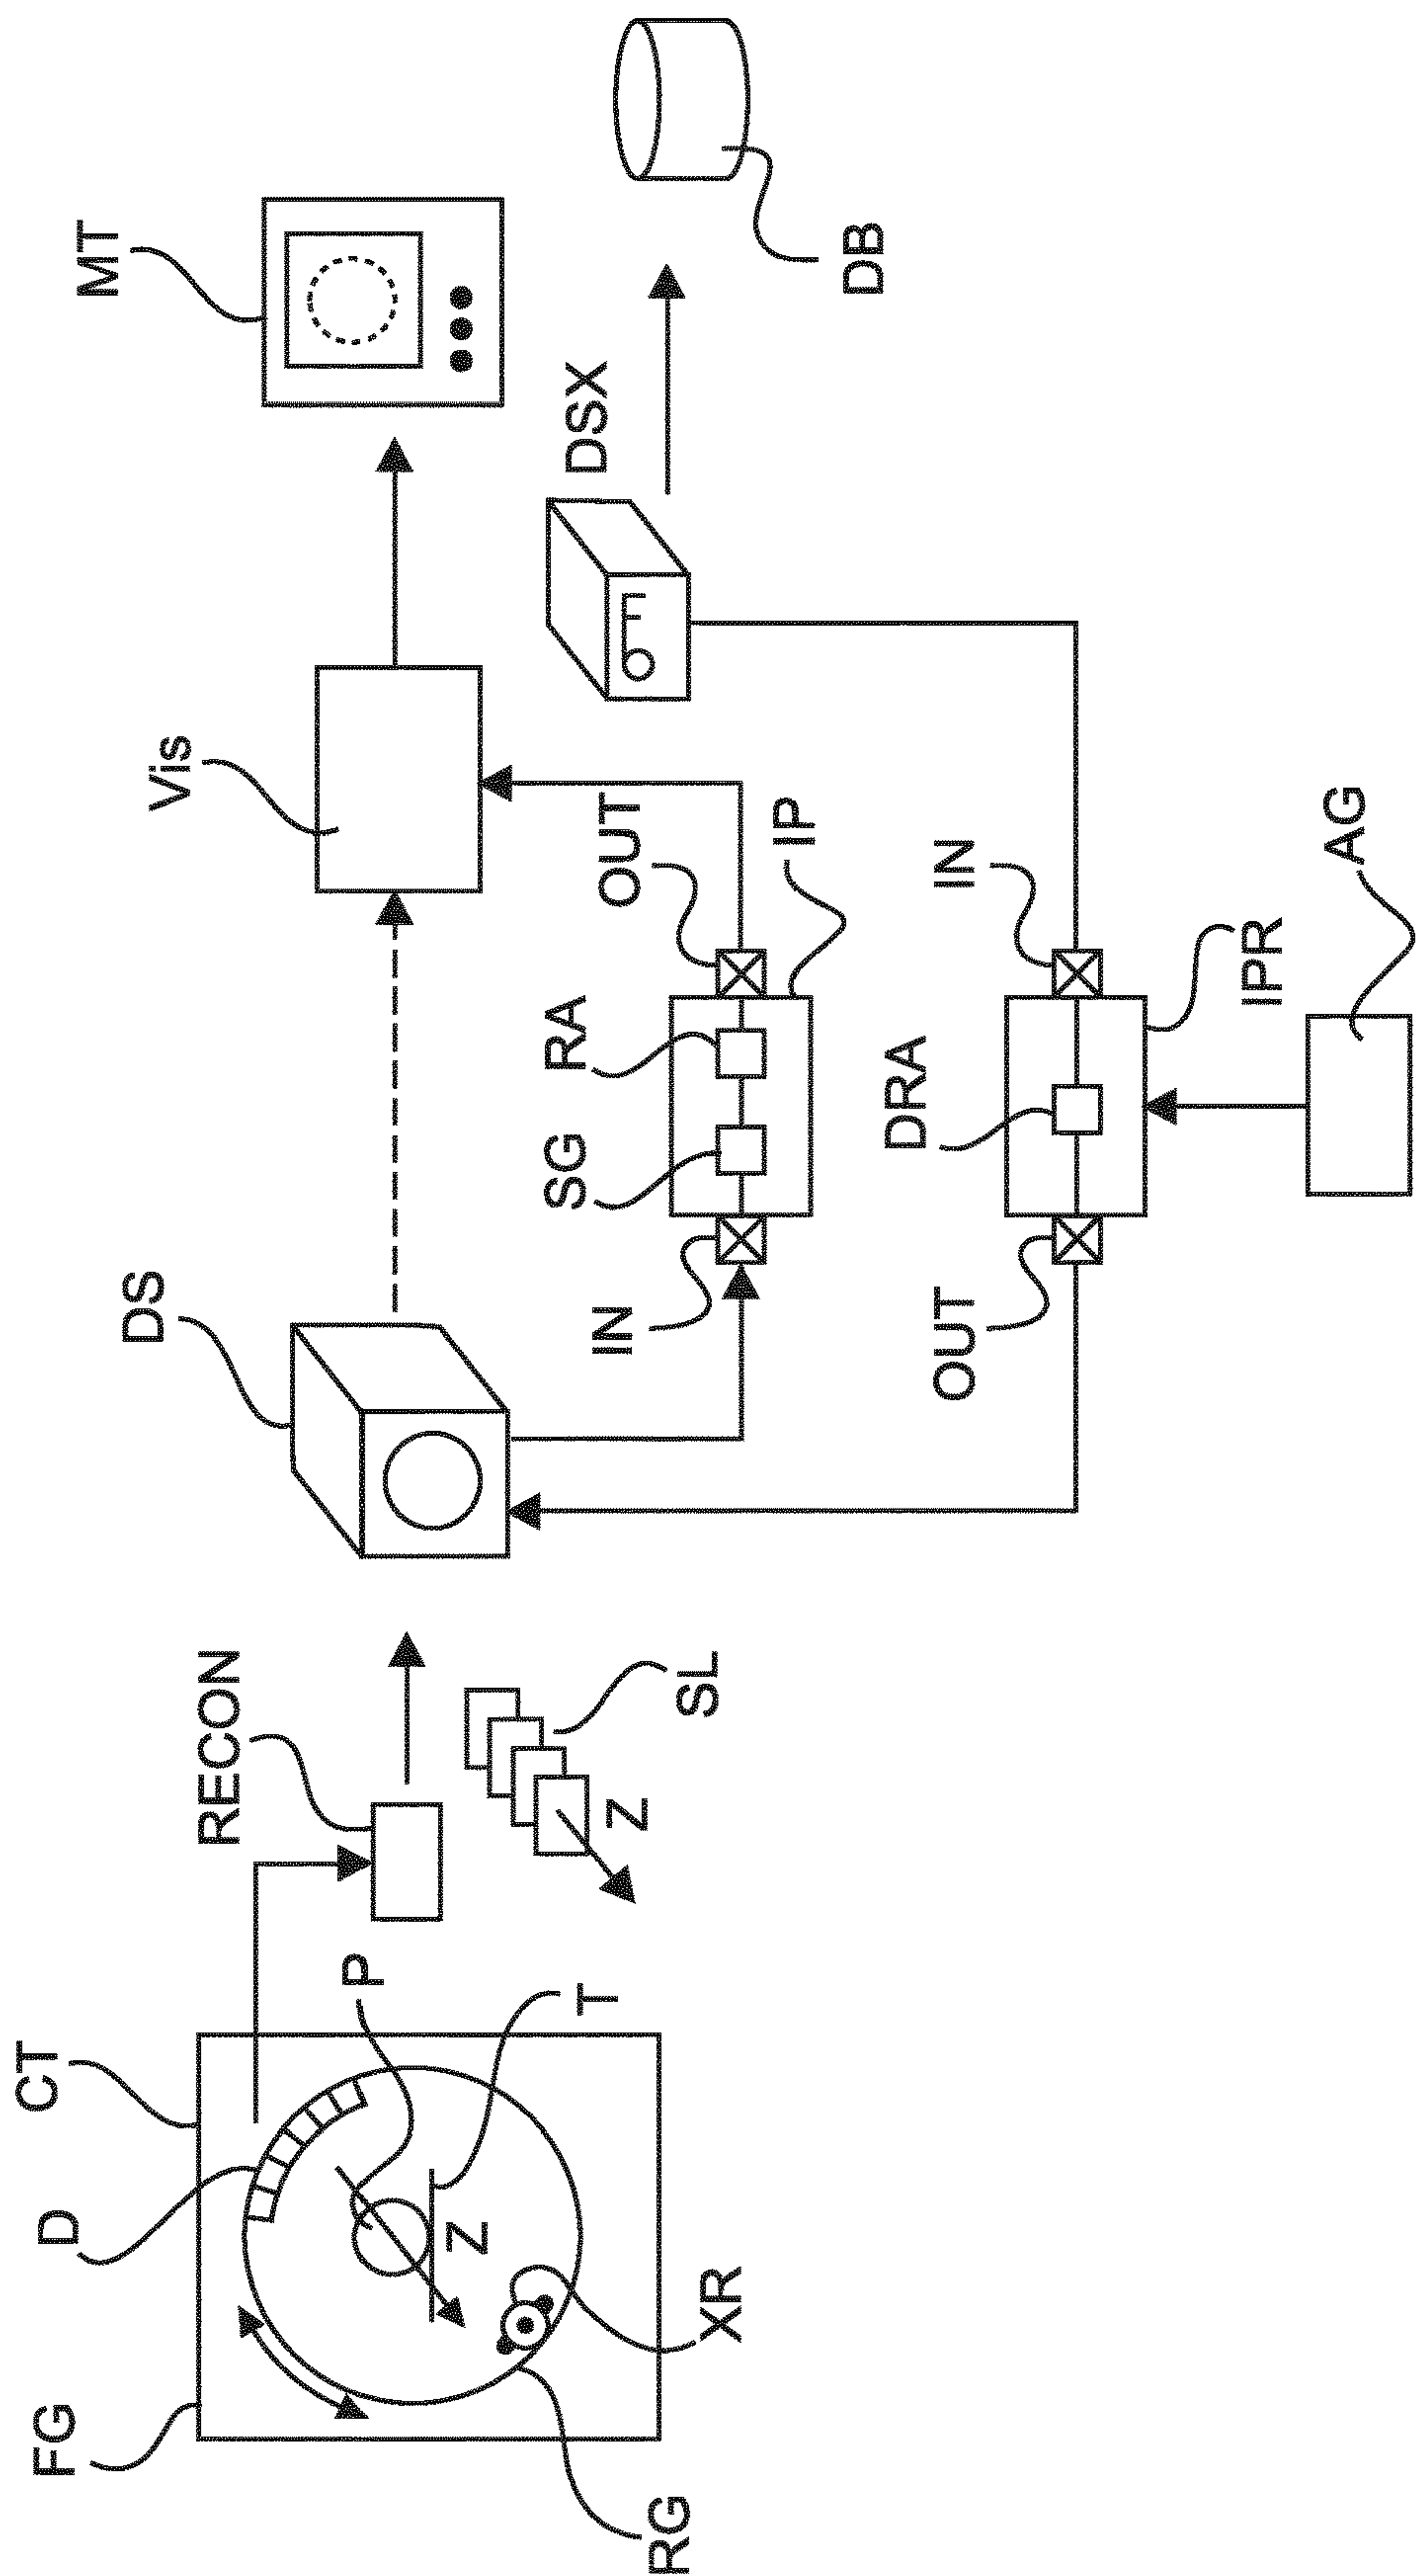 FG
D
CT
RG
XR
Z
T
P
RECON
Z
SL
DS
Vis
MT
IN
SG
RA
OUT
IP
DSX
DB
OUT
DRA
IN
IPR
AG